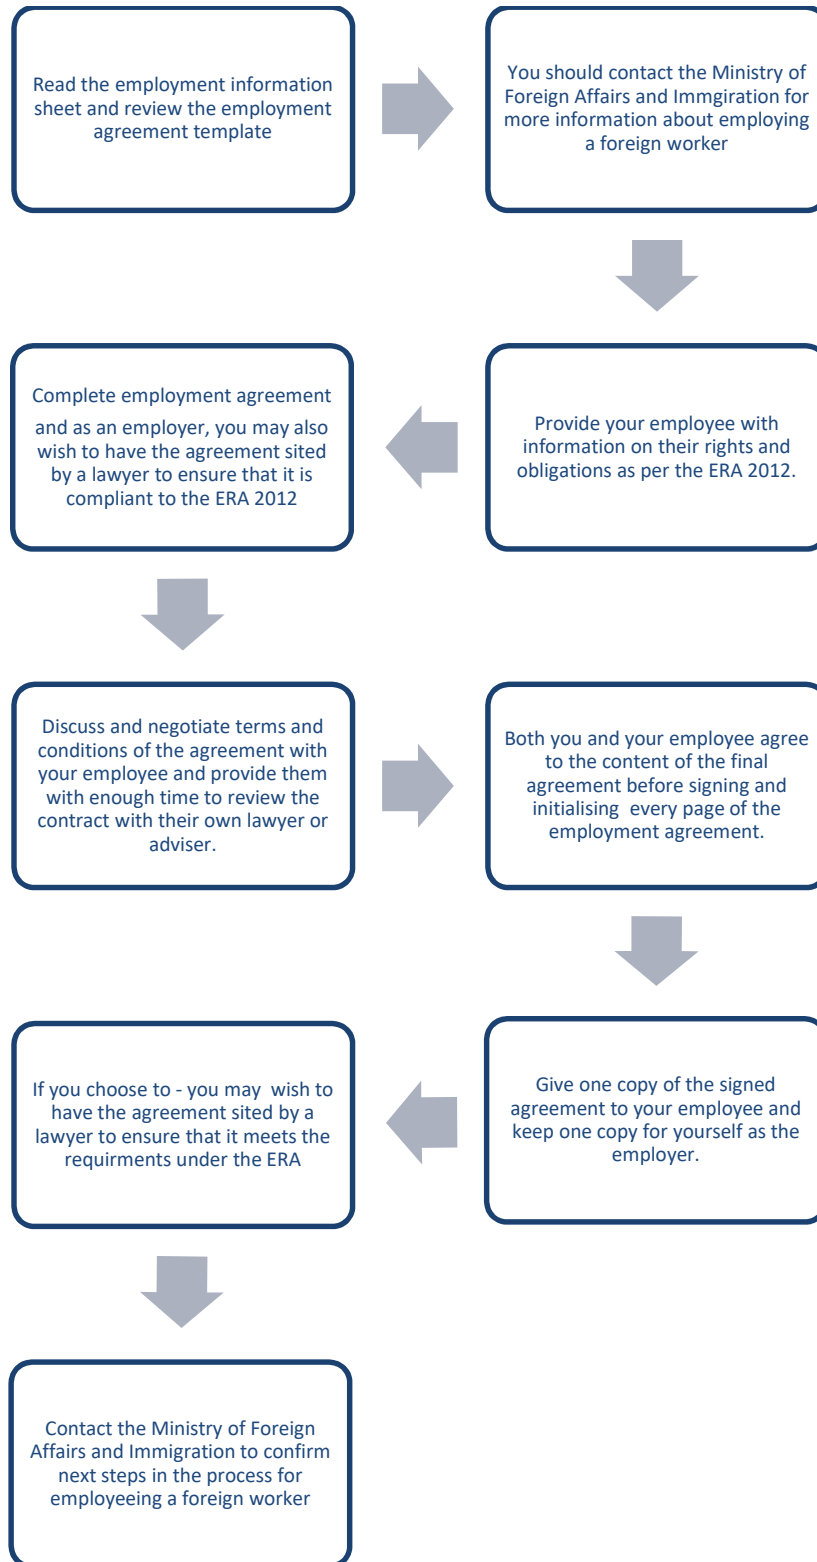 Read the employment information
sheet and review the employment
agreement template
You should contact the Ministry of
Foreign Affairs and Immgiration for
more information about employing
a foreign worker
Provide your employee with
information on their rights and
obligations as per the ERA 2012.
Complete employment agreement
and as an employer, you may also
wish to have the agreement sited
by a lawyer to ensure that it is
compliant to the ERA 2012
Discuss and negotiate terms and
conditions of the agreement with
your employee and provide them
with enough time to review the
contract with their own lawyer or
adviser.
Both you and your employee agree
to the content of the final
agreement before signing and
initialising every page of the
employment agreement.
Give one copy of the signed
agreement to your employee and
keep one copy for yourself as the
employer.
If you choose to - you may wish to
have the agreement sited by a
lawyer to ensure that it meets the
requirments under the ERA
Contact the Ministry of Foreign
Affairs and Immigration to confirm
next steps in the process for
employeeing a foreign worker